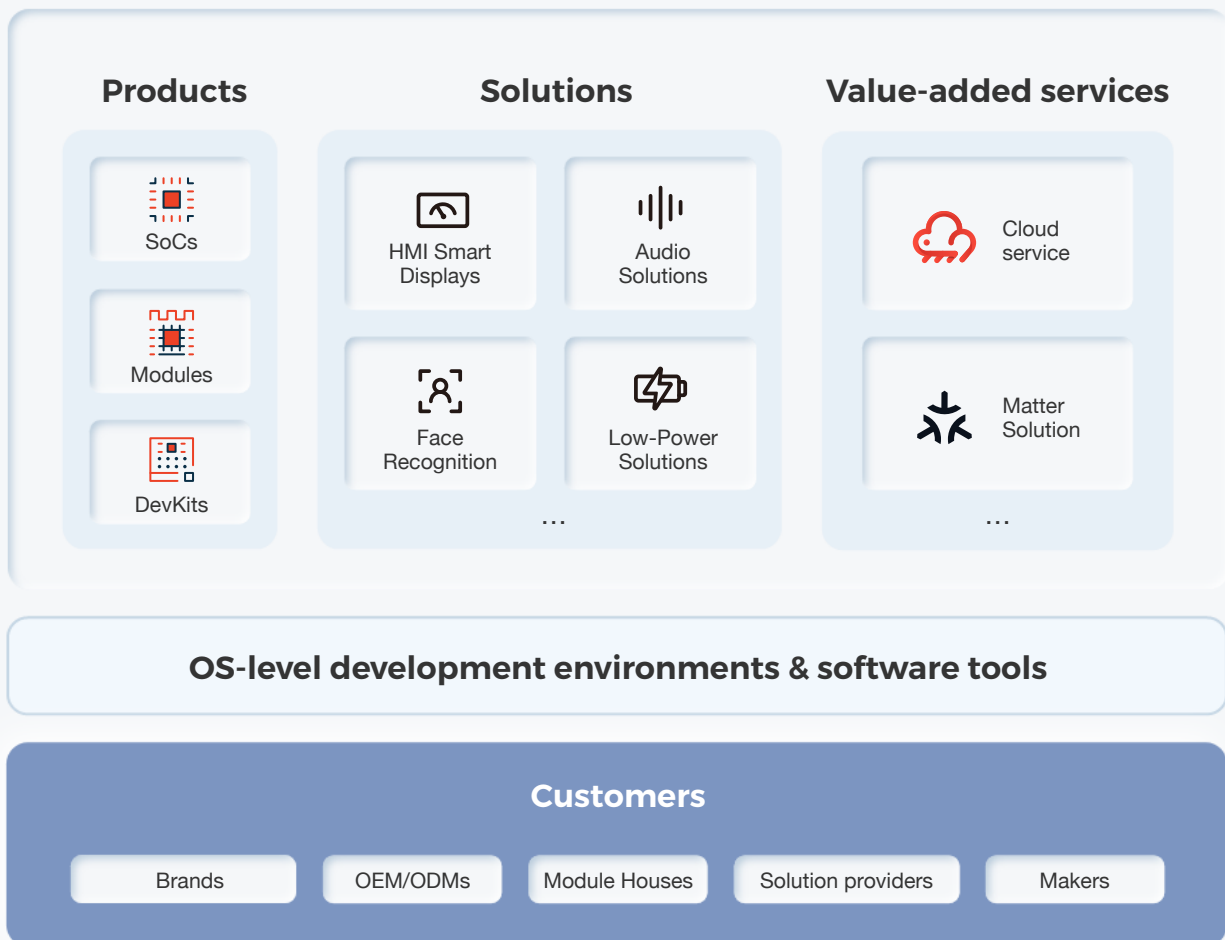 Products
SoCs
Modules
DevKits
Solutions
HMI Smart
Displays
Audio
Solutions
Face
Recognition
Low-Power
Solutions
...
Value-added services
Cloud
service
Matter
Solution
...
OS-level development environments & software tools
Customers
Brands
OEM/ODMs
Module Houses
Solution providers
Makers